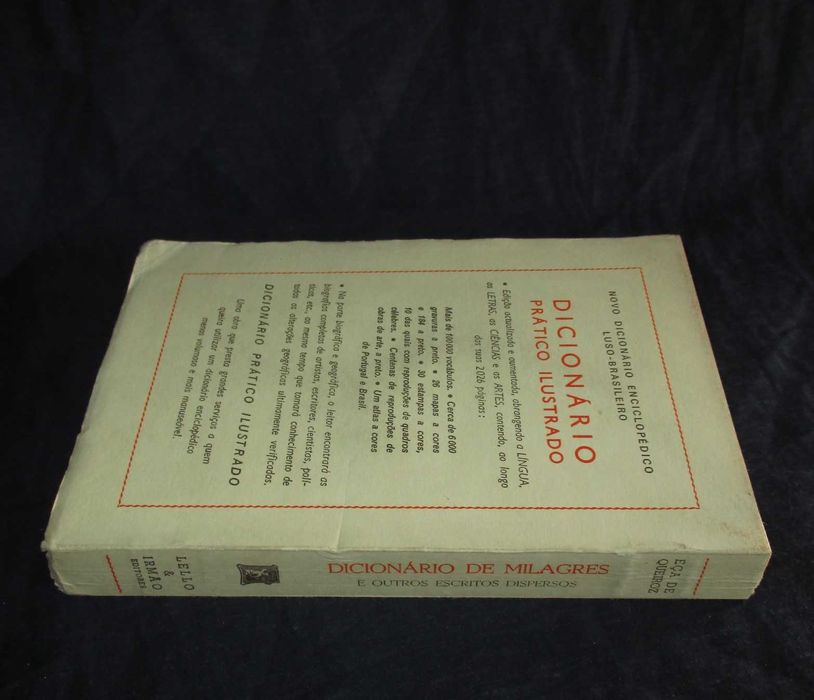 NOVO DICIONÁRIO ENCICLOPÉDICO
LUSO-BRASILEIRO
DICIONÁRIO
PRÁTICO ILUSTRADO
• Edição actualizada e aumentada, abrangendo a LÍNGUA,
as LETRAS, as CIÊNCIAS e as ARTES, contendo, ao longo
das suas 2026 páginas:
Mais de 100 000 vocábulos. • Cerca de 6 000
gravuras a preto. • 26 mapas a cores
e 104 a preto. • 30 estampas a cores,
10 das quais com reproduções de quadros
célebres. • Centenas de reproduções de
obras de arte, a preto. • Um atlas a cores
de Portugal e Brasil.
• Na parte biográfica e geográfica, o leitor encontrará as
biografias completas de artistas, escritores, cientistas, polí-
ticos, etc., ao mesmo tempo que tomará conhecimento de
todas as alterações geográficas ultimamente verificadas.
DICIONÁRIO PRÁTICO ILUSTRADO
Uma obra que presta grandes serviços a quem
queira utilizar um dicionário enciclopédico
menos volumoso e mais manuseável.
EÇA DE
QUEIROZ
DICIONÁRIO DE MILAGRES
E OUTROS ESCRITOS DISPERSOS
LELLO
&
IRMÃO
EDITORES